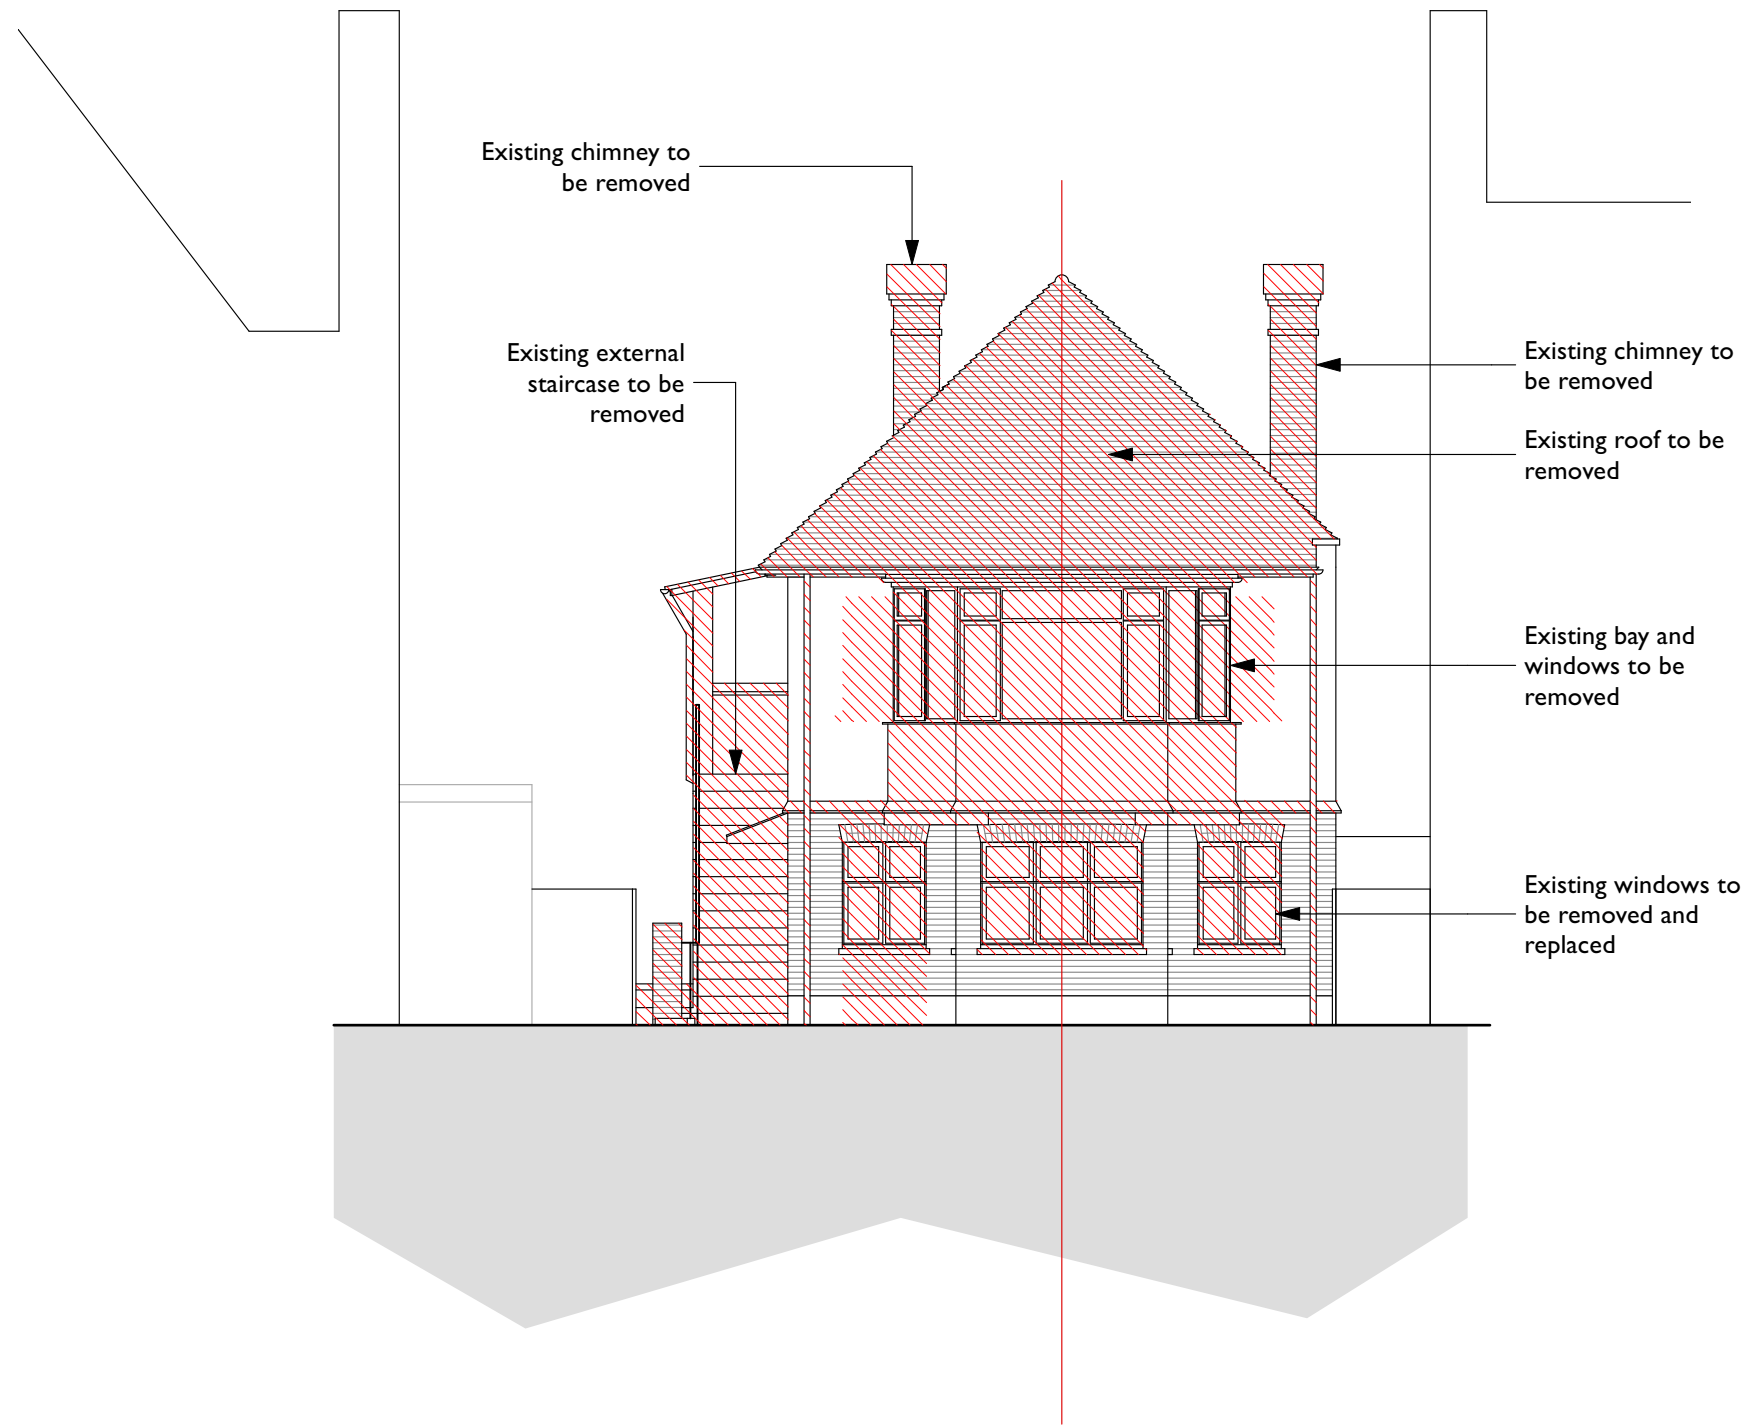 Existing chimney to
be removed
Existing external
staircase to be
removed
Existing chimney to
be removed
Existing roof to be
removed
Existing bay and
windows to be
removed
Existing windows to
be removed and
replaced